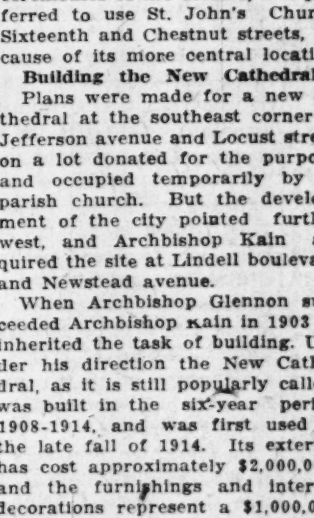 ferred to use St. John's Chur
Sixteenth and Chestnut streets,
cause of its more central locati
Building the New Cathedral
Plans were made for a new
thedral at the southeast corner
Jefferson avenue and Locust stre
on a lot donated for the purpo
and occupied temporarily by
parish church. But the devel
ment of the city pointed furt
west, and Archbishop Kain a
quired the site at Lindell bouleva
and Newstead avenue.
When Archbishop Glennon su
ceeded Archbishop Kain in 1903
inherited the task of building. U
der his direction the New Cath
dral, as it is still popularly calle
was built in the six-year peri
1908-1914, and was first used
the late fall of 1914. Its exter
has cost approximately $2,000,0
and the furnishings and inter
decorations represent a $1,000,0